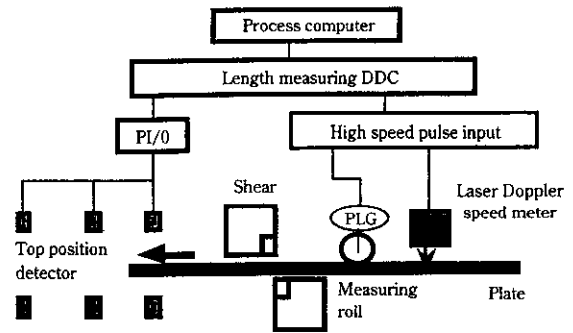 Process computer
Length measuring DDC
PI/0
High speed pulse input
Shear
PLG
Laser Doppler
speed meter
Top position
detector
Measuring
roll
Plate